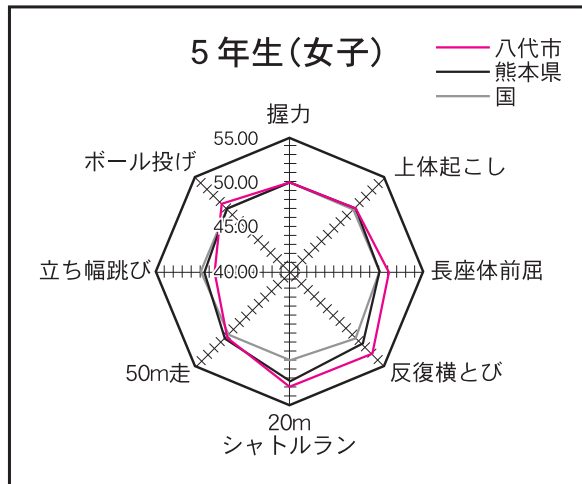 5年生(女子)
八代市
熊本県
国
握力
上体起こし
長座体前屈
反復横とび
20m
シャトルラン
50m走
立ち幅跳び
ボール投げ
55.00
50.00
45.00
40.00